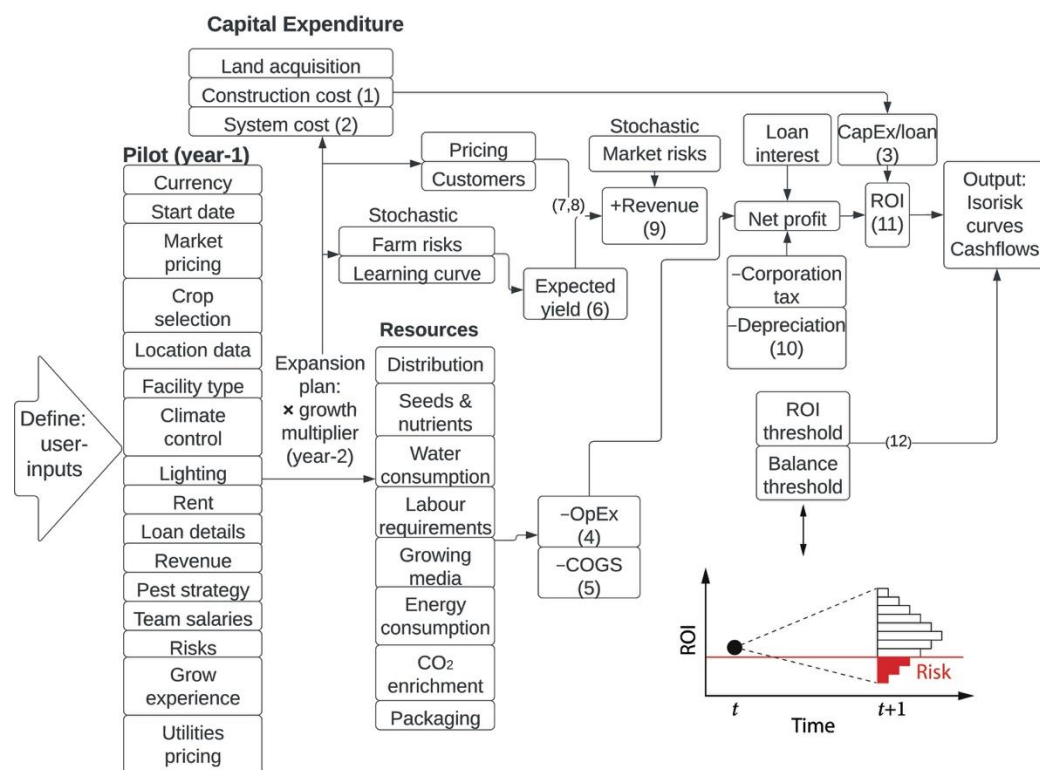 Capital Expenditure
Land acquisition
Construction cost (1)
System cost (2)
Pilot (year-1)
Currency
Start date
Market
pricing
Crop
selection
Location data
Facility type
Climate
control
Lighting
Rent
Loan details
Revenue
Pest strategy
Team salaries
Risks
Grow
experience
Utilities
pricing
Define:
user-
inputs
Expansion
plan:
× growth
multiplier
(year-2)
Pricing
Customers
Stochastic
Farm risks
Learning curve
Expected
yield (6)
(7,8)
Stochastic
Market risks
+Revenue
(9)
Resources
Distribution
Seeds &
nutrients
Water
consumption
Labour
requirements
Growing
media
Energy
consumption
CO₂
enrichment
Packaging
−OpEx
(4)
−COGS
(5)
Loan
interest
Net profit
−Corporation
tax
−Depreciation
(10)
CapEx/loan
(3)
ROI
(11)
Output:
Isorisk
curves
Cashflows
ROI
threshold
Balance
threshold
(12)
ROI
Risk
t
t+1
Time